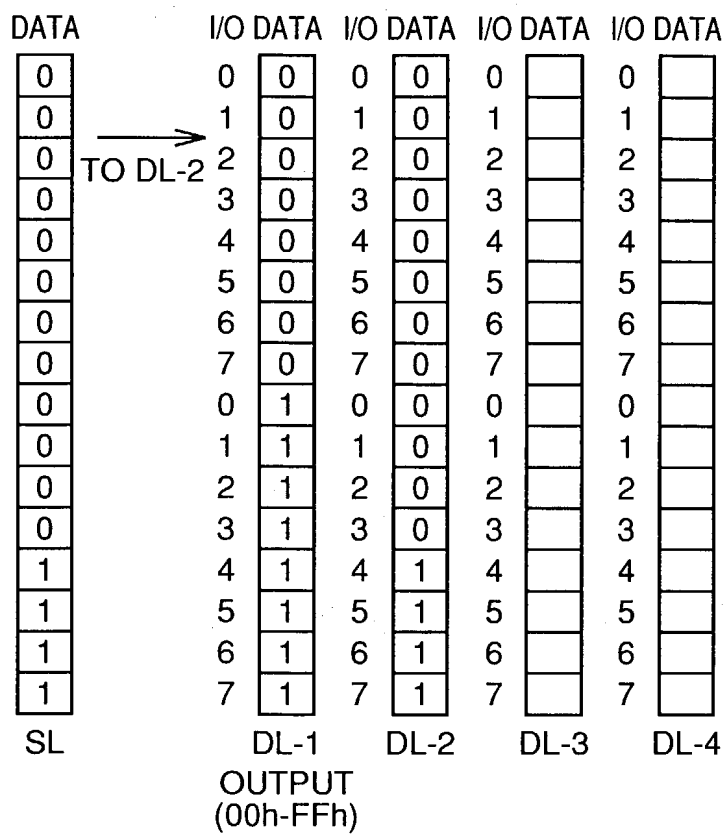 DATA I/O DATA I/O DATA I/O DATA I/O DATA
0 0 0 0 0 0 0
0 1 0 1 0 1 1
TO DL-2
0 2 0 2 0 2 2
0 3 0 3 0 3 3
0 4 0 4 0 4 4
0 5 0 5 0 5 5
0 6 0 6 0 6 6
0 7 0 7 0 7 7
0 0 1 0 0 0 0
0 1 1 1 0 1 1
0 2 1 2 0 2 2
0 3 1 3 0 3 3
1 4 1 4 1 4 4
1 5 1 5 1 5 5
1 6 1 6 1 6 6
1 7 1 7 1 7 7
SL DL-1 DL-2 DL-3 DL-4
OUTPUT
(00h-FFh)